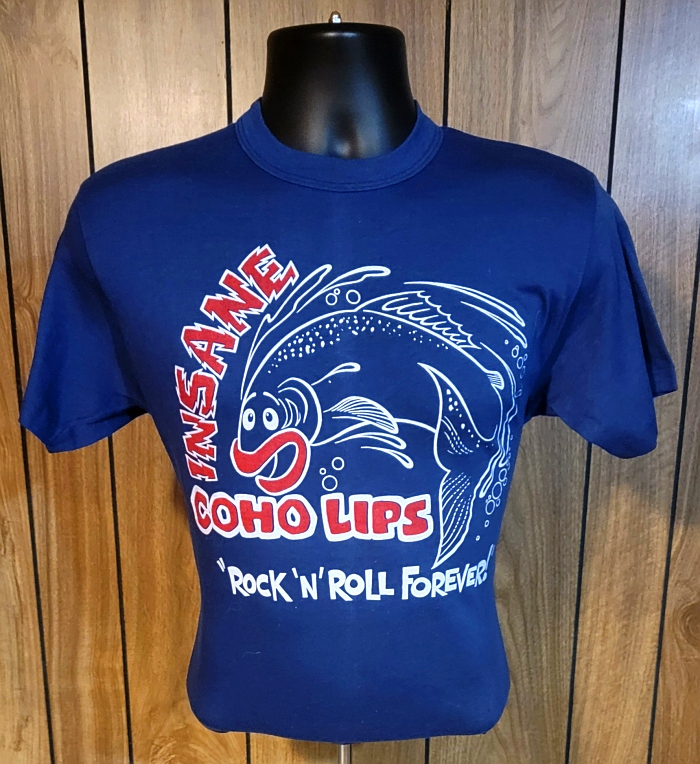 INSANE
COHO LIPS
"ROCK 'N' ROLL FOREVER!"